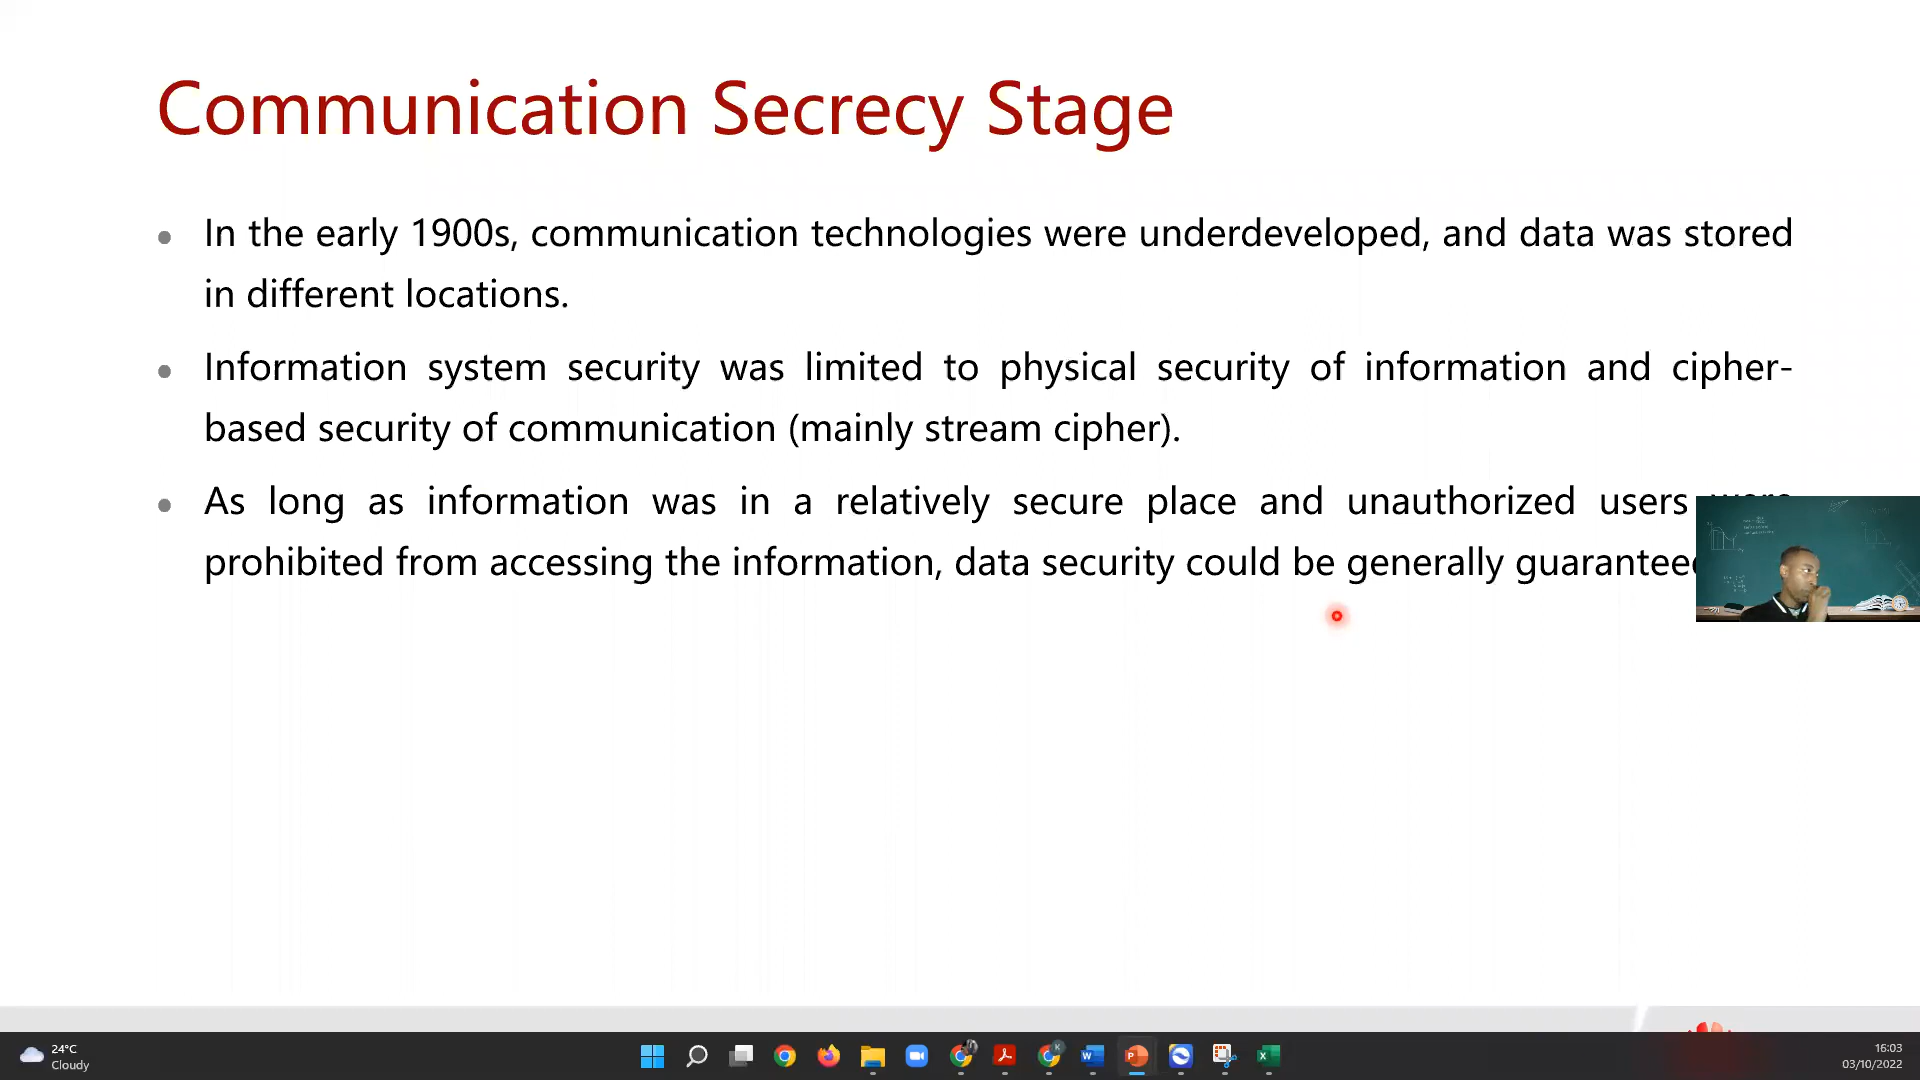 Communication Secrecy Stage
In the early 1900s, communication technologies were underdeveloped, and data was stored
in different locations.
Information system security was limited to physical security of information and cipher-
based security of communication (mainly stream cipher).
As long as information was in a relatively secure place and unauthorized users were
prohibited from accessing the information, data security could be generally guaranteed
24°C
Cloudy
16:03
03/10/2022